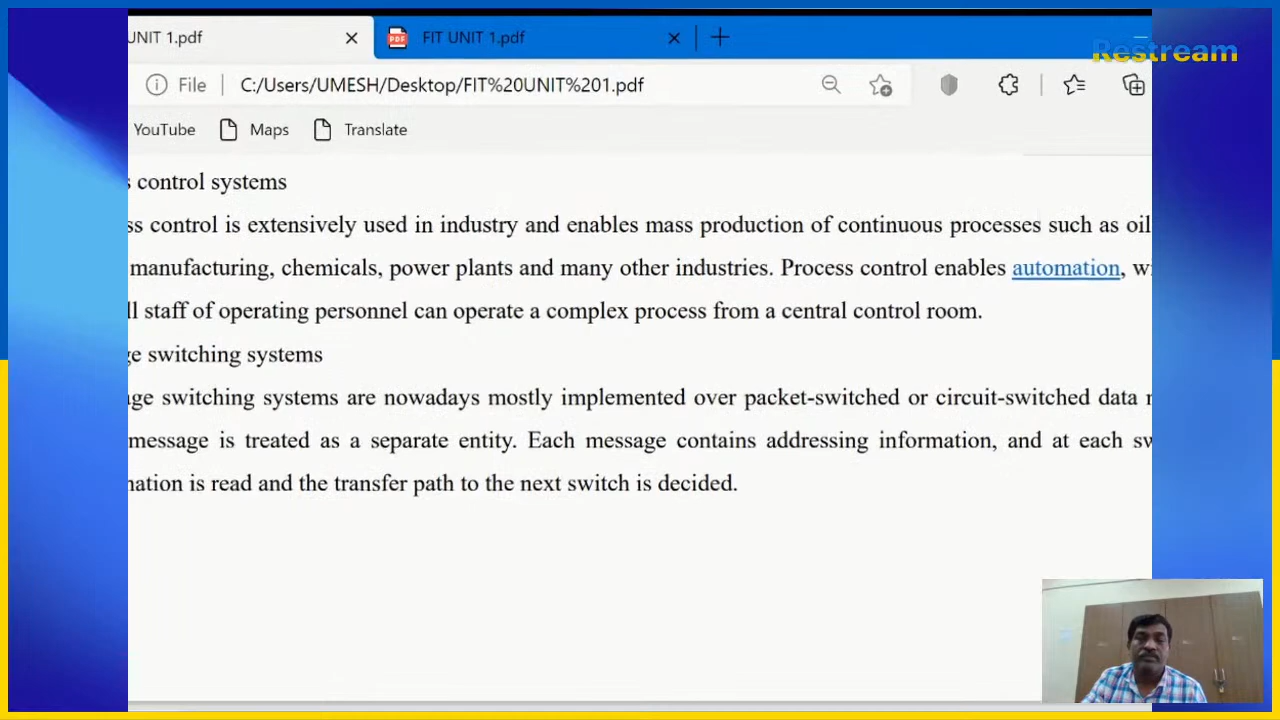 UNIT 1.pdf
FIT UNIT 1.pdf
Restream
File C:/Users/UMESH/Desktop/FIT%20UNIT%201.pdf
YouTube Maps Translate
s control systems
ss control is extensively used in industry and enables mass production of continuous processes such as oil
manufacturing, chemicals, power plants and many other industries. Process control enables automation,
ll staff of operating personnel can operate a complex process from a central control room.
ge switching systems
age switching systems are nowadays mostly implemented over packet-switched or circuit-switched data
message is treated as a separate entity. Each message contains addressing information, and at each sw
nation is read and the transfer path to the next switch is decided.